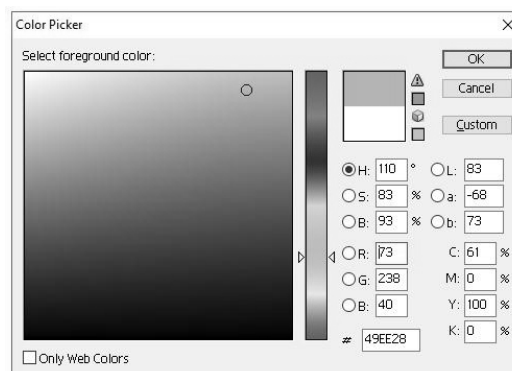 Color Picker
Select foreground color:
OK
Cancel
Custom
H: 110 °
L: 83
S: 83 %
a: -68
B: 93 %
b: 73
R: 73
C: 61 %
G: 238
M: 0 %
B: 40
Y: 100 %
# 49EE28
K: 0 %
Only Web Colors